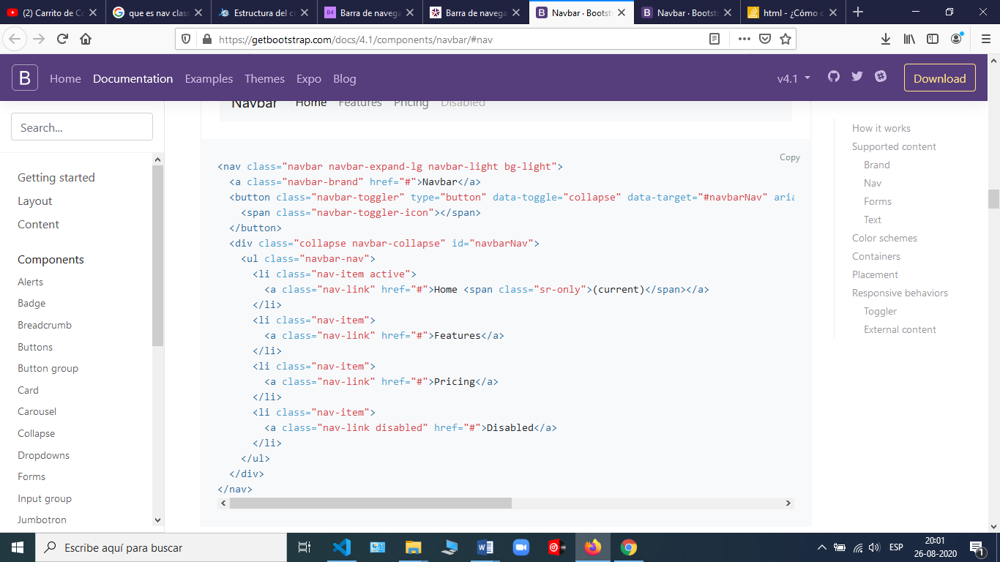 (2) Carrito de Co
que es nav class
Estructura del c
B4 Barra de navega
Barra de navega
B Navbar · Bootst
B Navbar · Bootst
html - ¿Cómo c
https://getbootstrap.com/docs/4.1/components/navbar/#nav
B Home Documentation Examples Themes Expo Blog v4.1 Download
Navbar Home Features Pricing Disabled
Search...
Getting started
Layout
Content
Components
Alerts
Badge
Breadcrumb
Buttons
Button group
Card
Carousel
Collapse
Dropdowns
Forms
Input group
Jumbotron
Copy
<nav class="navbar navbar-expand-lg navbar-light bg-light">
  <a class="navbar-brand" href="#">Navbar</a>
  <button class="navbar-toggler" type="button" data-toggle="collapse" data-target="#navbarNav" aria
    <span class="navbar-toggler-icon"></span>
  </button>
  <div class="collapse navbar-collapse" id="navbarNav">
    <ul class="navbar-nav">
      <li class="nav-item active">
        <a class="nav-link" href="#">Home <span class="sr-only">(current)</span></a>
      </li>
      <li class="nav-item">
        <a class="nav-link" href="#">Features</a>
      </li>
      <li class="nav-item">
        <a class="nav-link" href="#">Pricing</a>
      </li>
      <li class="nav-item">
        <a class="nav-link disabled" href="#">Disabled</a>
      </li>
    </ul>
  </div>
</nav>
How it works
Supported content
Brand
Nav
Forms
Text
Color schemes
Containers
Placement
Responsive behaviors
Toggler
External content
Escribe aquí para buscar
ESP
20:01
26-08-2020
1